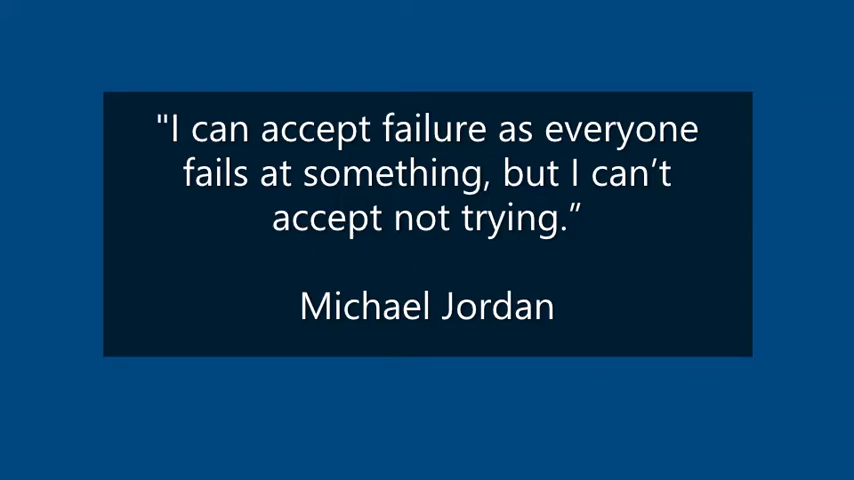 "I can accept failure as everyone
fails at something, but I can’t
accept not trying.”
Michael Jordan